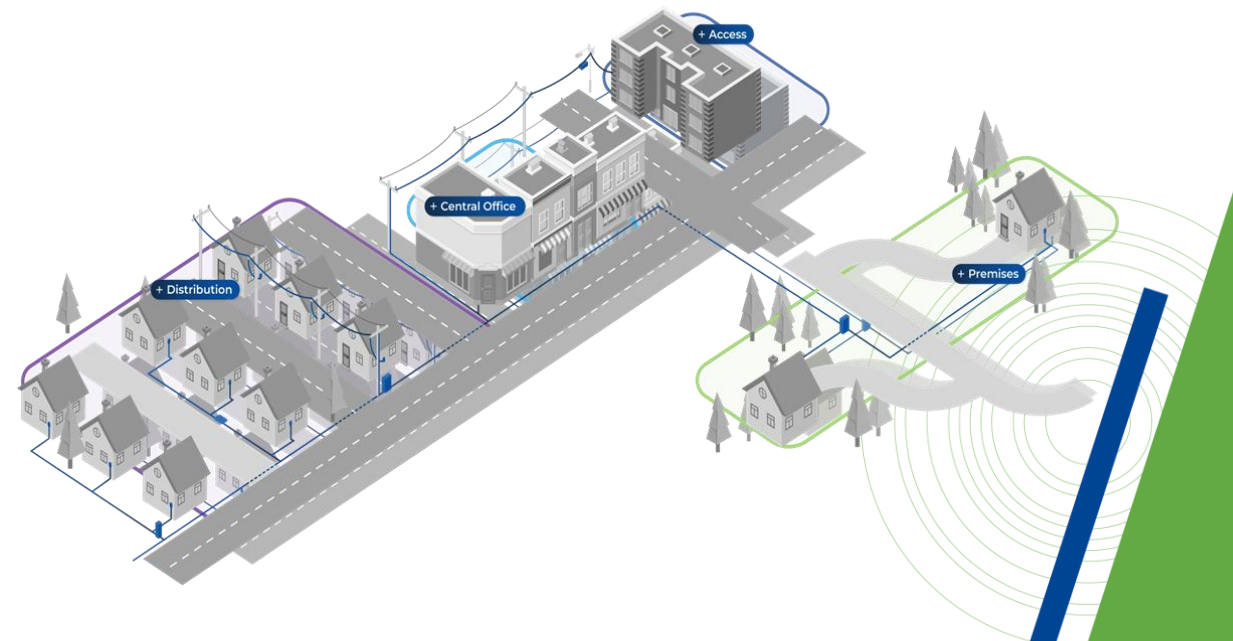 + Access
+ Central Office
+ Premises
+ Distribution